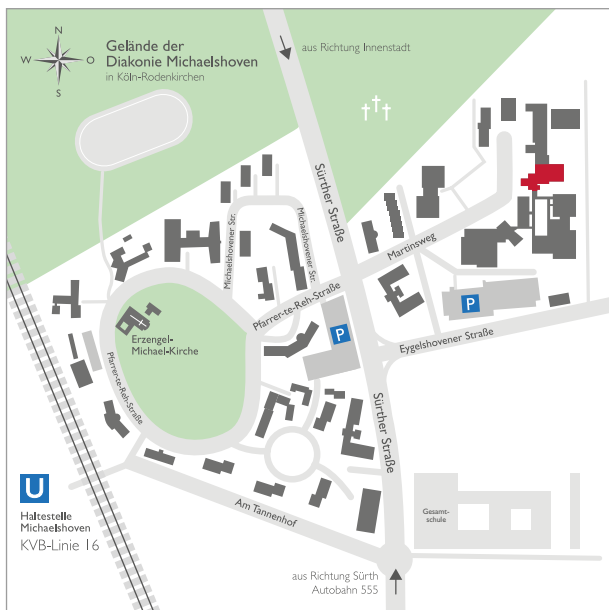 N
W
O
S
Gelände der
Diakonie Michaelshoven
in Köln-Rodenkirchen
aus Richtung Innenstadt
Sürther Straße
Michaelshovener Str.
Michaelshovener Str.
Martinsweg
Pfarrer-te-Reh-Straße
P
P
Erzengel-
Michael-Kirche
Eygelshovener Straße
Pfarrer-te-Reh-Straße
Sürther Straße
U
Haltestelle
Michaelshoven
KVB-Linie 16
Am Tannenhof
Gesamt-
schule
aus Richtung Sürth
Autobahn 555